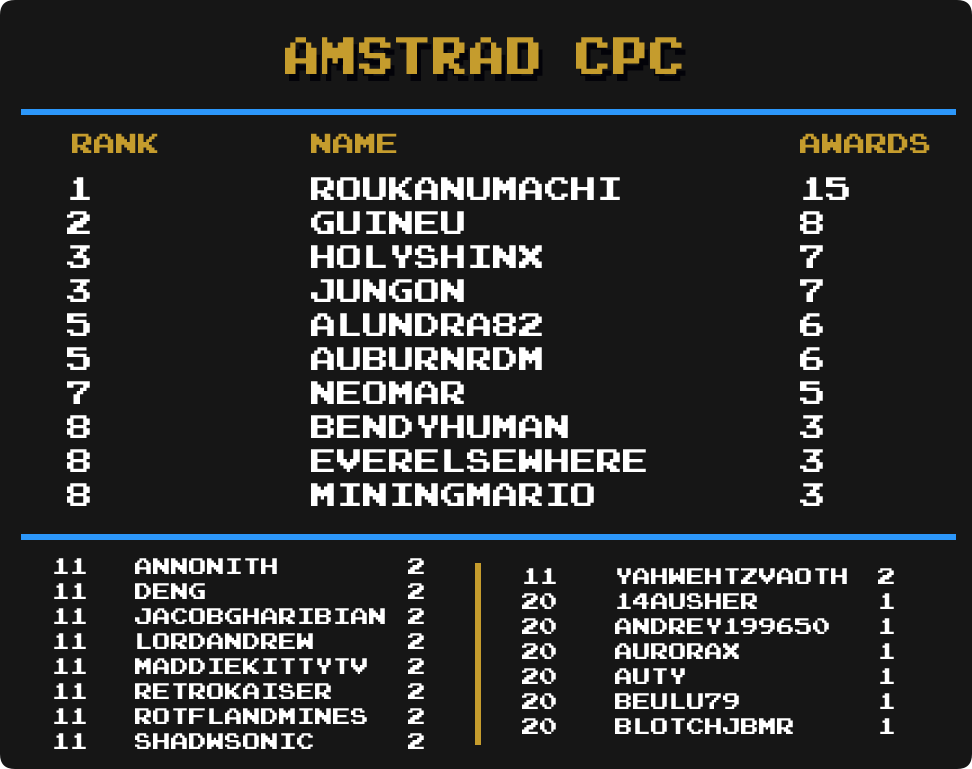 AMSTRAD CPC
RANK NAME AWARDS
1 ROUKANUMACHI 15
2 GUINEU 8
3 HOLYSHINX 7
3 JUNGON 7
5 ALUNDRA82 6
5 AUBURNRDM 6
7 NEOMAR 5
8 BENDYHUMAN 3
8 EVERELSEWHERE 3
8 MININGMARIO 3
11 ANNONITH 2
11 DENG 2
11 JACOBGHARIBIAN 2
11 LORDANDREW 2
11 MADDIEKITTYTV 2
11 RETROKAISER 2
11 ROTFLANDMINES 2
11 SHADWSONIC 2
11 YAHWEHTZVAOTH 2
20 14AUSHER 1
20 ANDREY199650 1
20 AURORAX 1
20 AUTY 1
20 BEULU79 1
20 BLOTCHJBMR 1